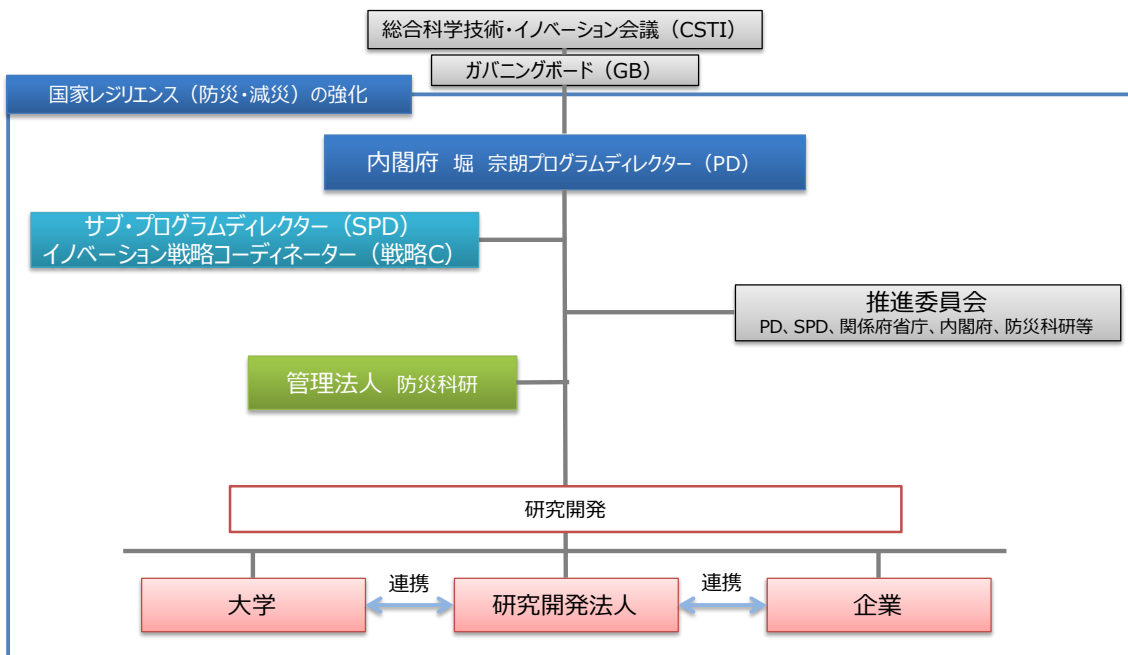 総合科学技術・イノベーション会議（CSTI）
ガバニングボード（GB）
国家レジリエンス（防災・減災）の強化
内閣府 堀 宗朗プログラムディレクター（PD）
サブ・プログラムディレクター（SPD）
イノベーション戦略コーディネーター（戦略C）
推進委員会
PD、SPD、関係府省庁、内閣府、防災科研等
管理法人 防災科研
研究開発
大学
連携
研究開発法人
連携
企業